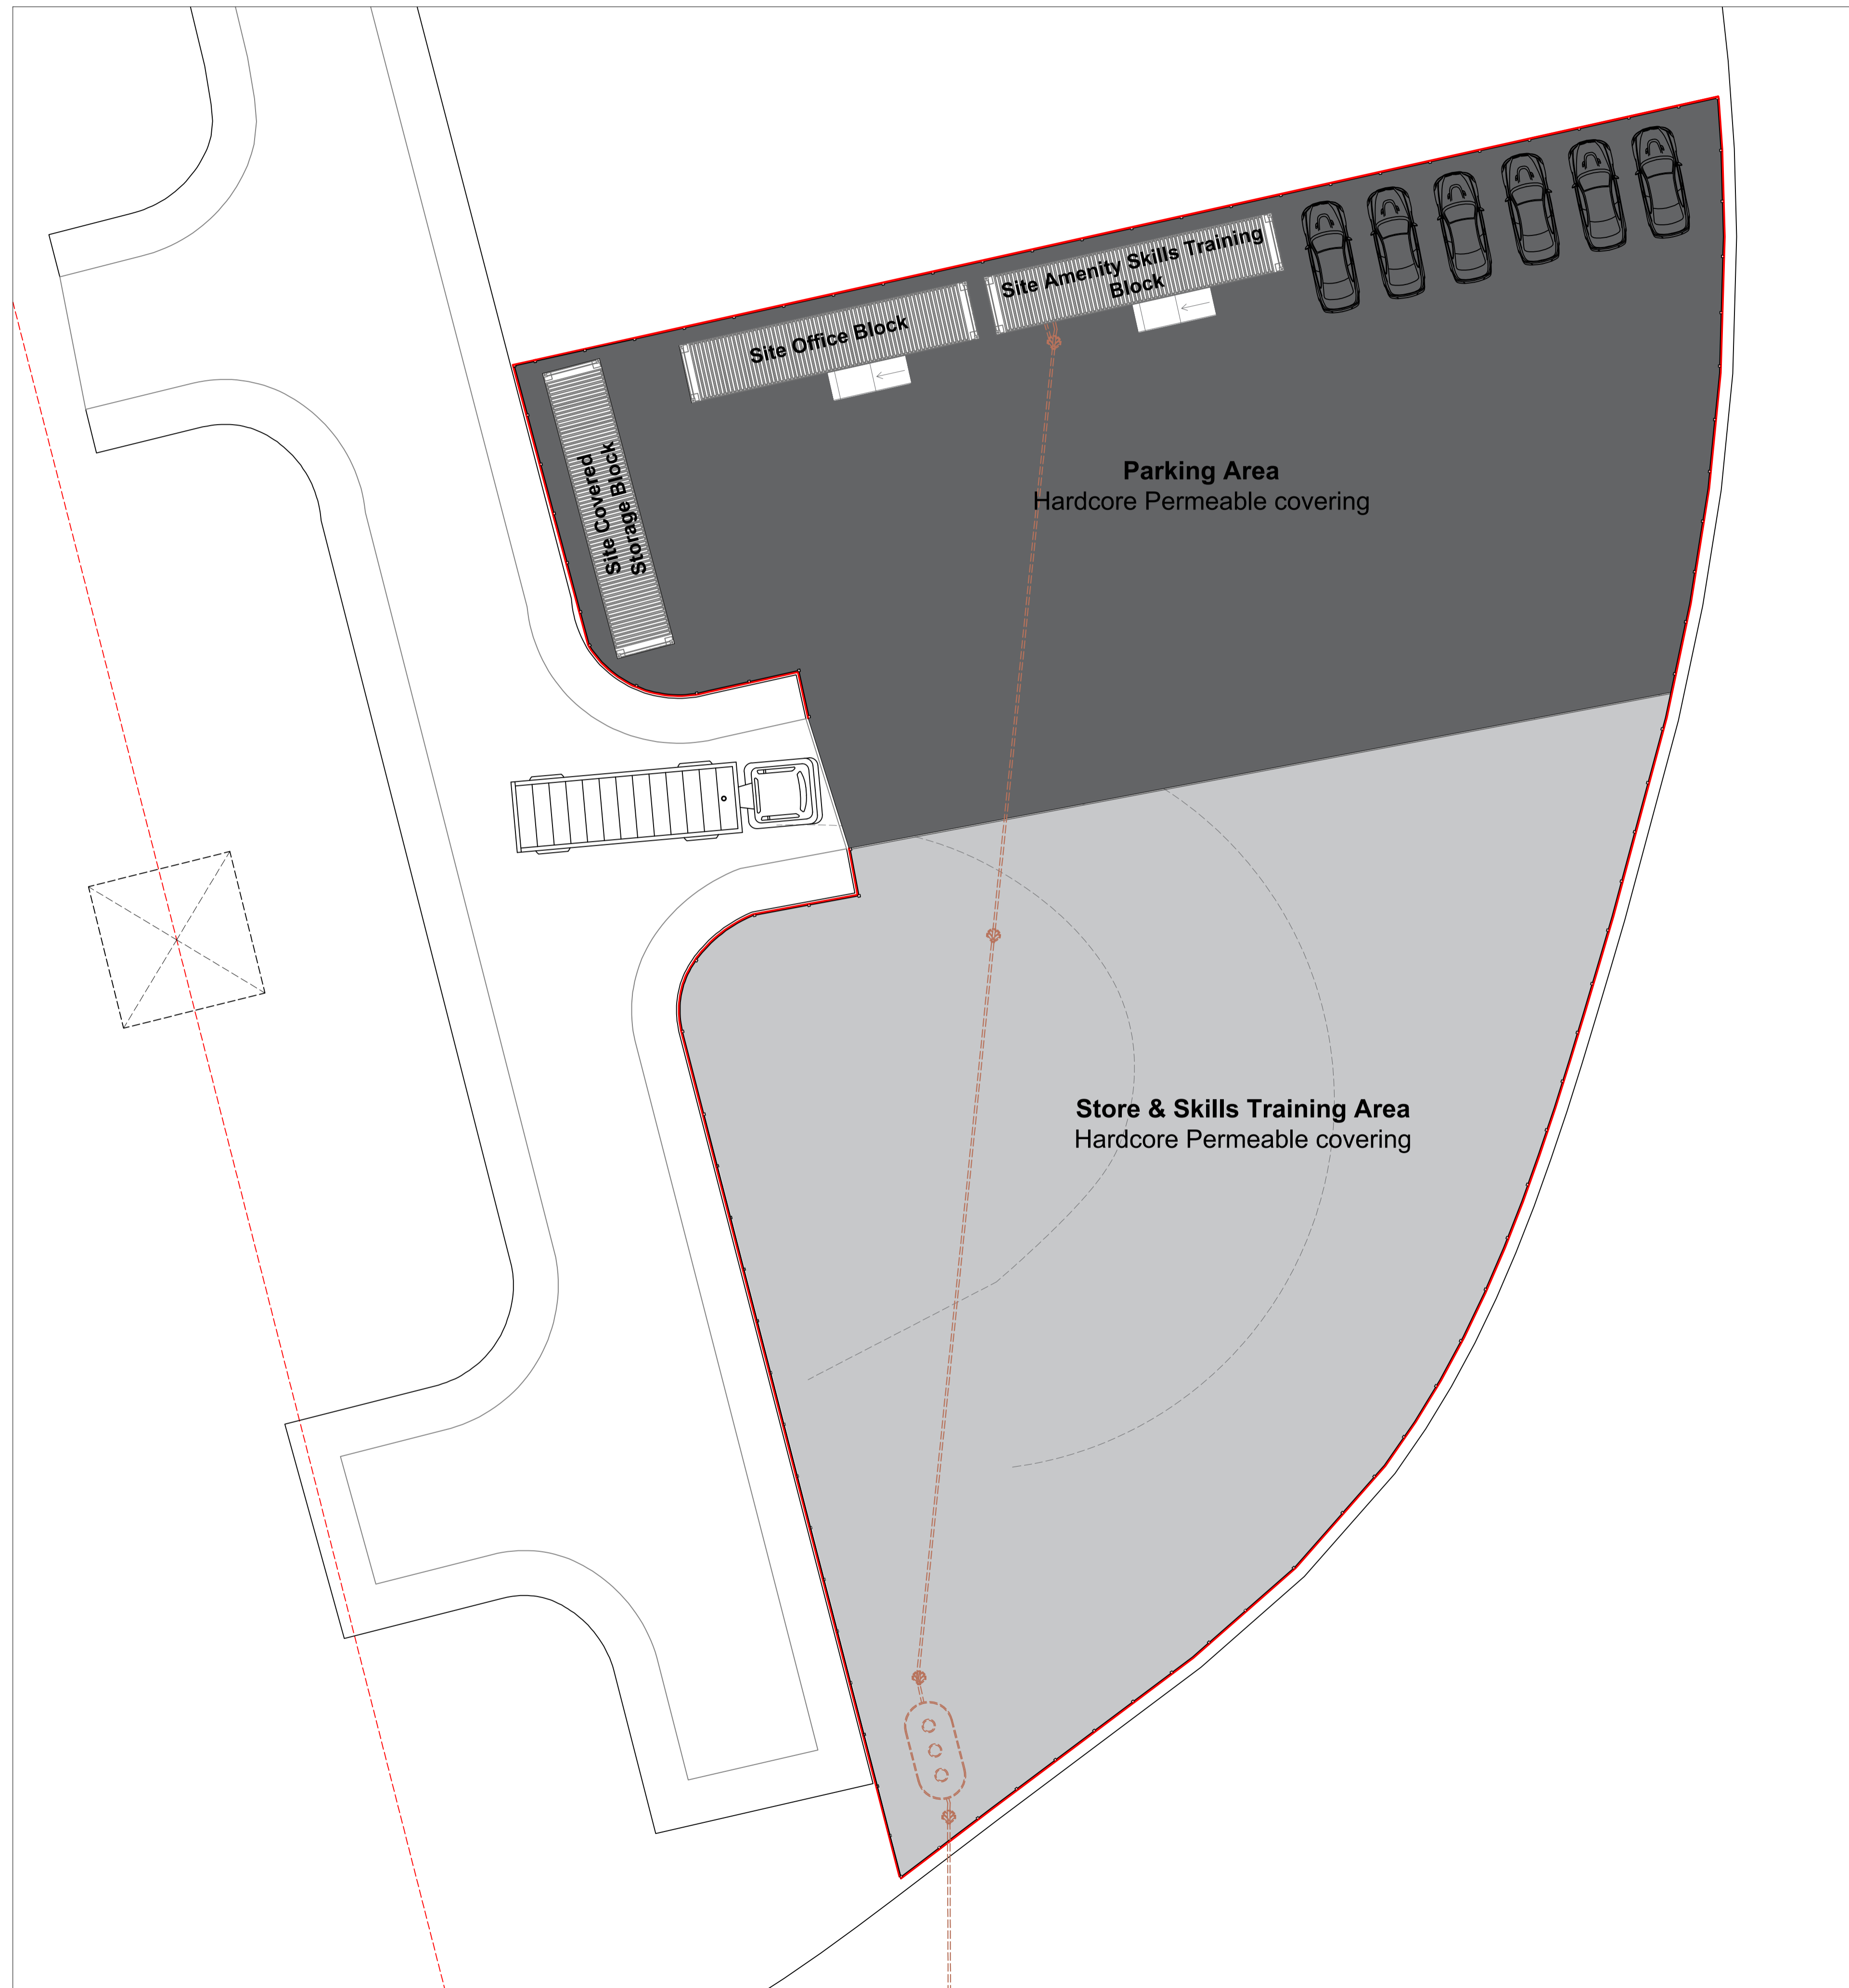 Site Amenity Skills Training
Block
Site Office Block
Site Covered
Storage Block
Parking Area
Hardcore Permeable covering
Store & Skills Training Area
Hardcore Permeable covering